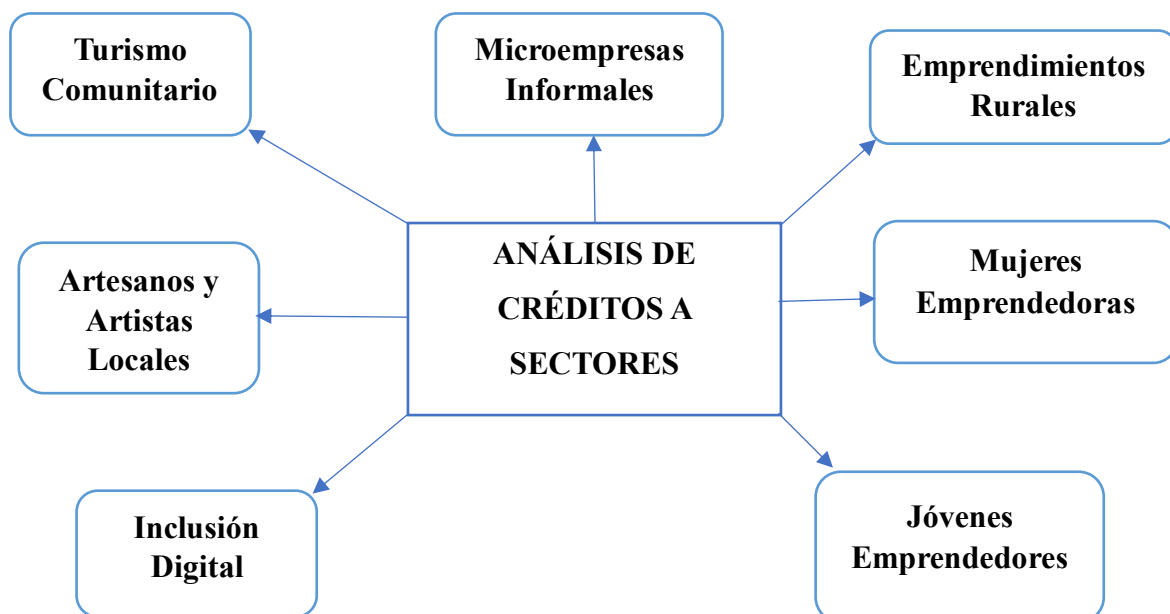 Turismo
Comunitario
Microempresas
Informales
Emprendimientos
Rurales
ANÁLISIS DE
CRÉDITOS A
SECTORES
Artesanos y
Artistas
Locales
Mujeres
Emprendedoras
Inclusión
Digital
Jóvenes
Emprendedores